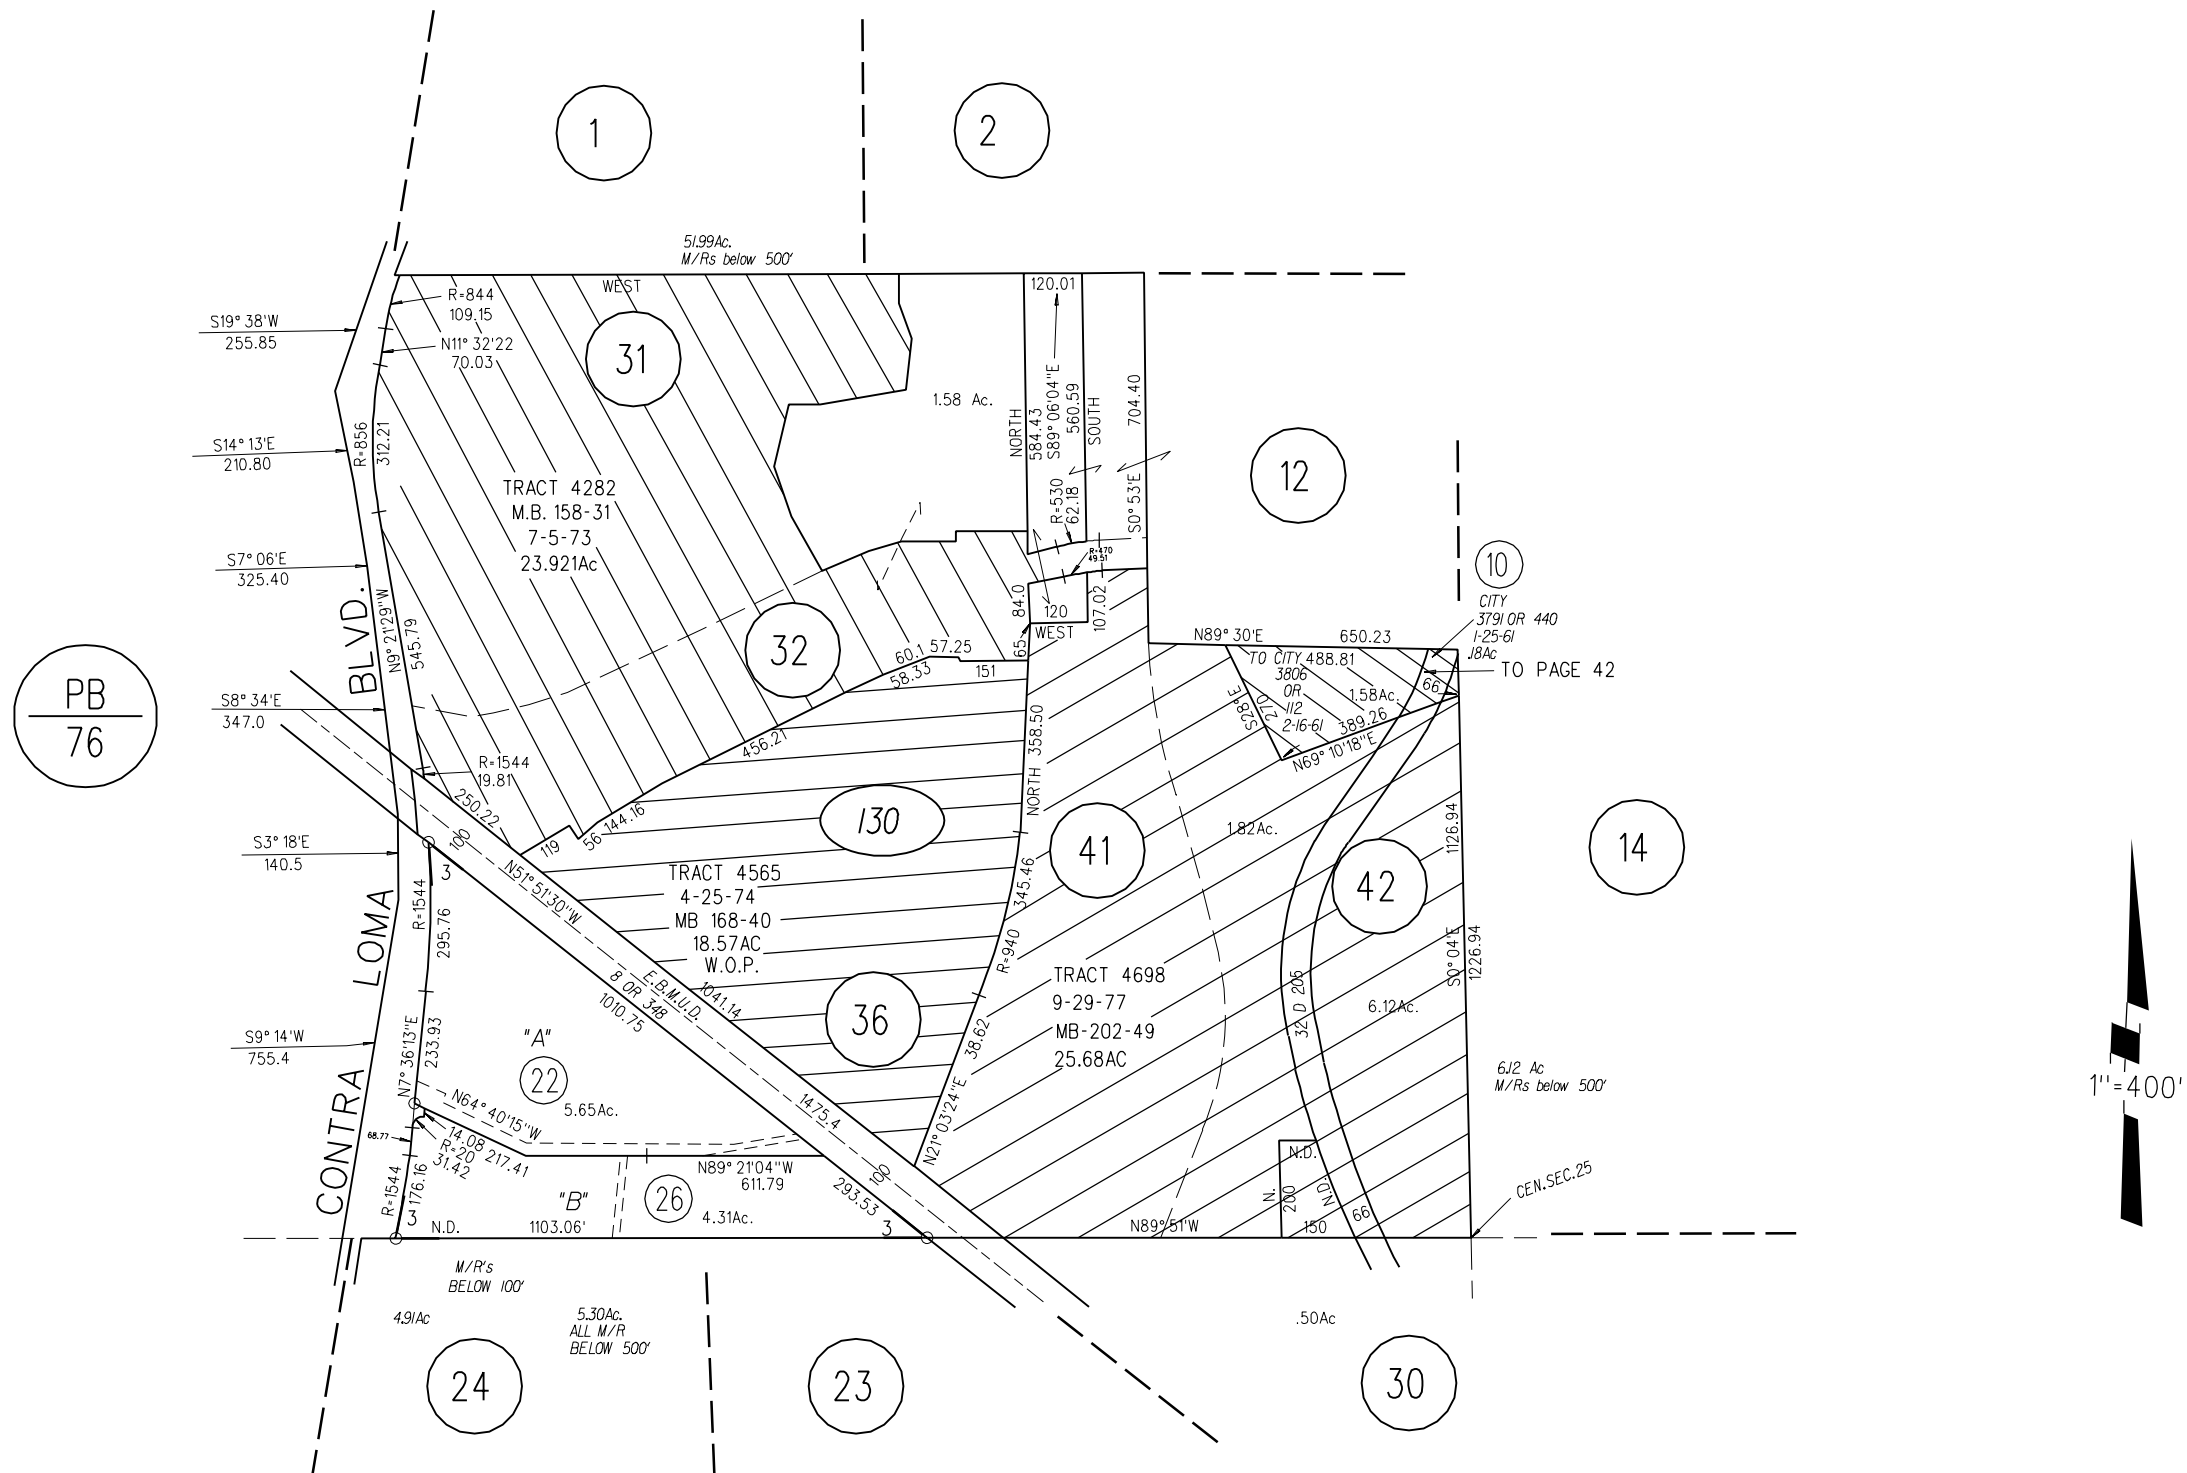 1
2
51.99Ac.
M/Rs below 500'
WEST
R=844
109.15
N11° 32'22
70.03
S19° 38'W
255.85
31
120.01
1.58 Ac.
NORTH
584.43
S89° 06'04"E
560.59
SOUTH
704.40
S0° 53'E
R=530
62.18
R=470
49.51
S14° 13'E
210.80
R=856
312.21
TRACT 4282
M.B. 158-31
7-5-73
23.921Ac
1
12
10
CITY
3791 OR 440
1-25-61
.18Ac
TO PAGE 42
S7° 06'E
325.40
N9° 21'29"W
545.79
CONTRA LOMA BLVD.
32
84.0
65
120
WEST
107.02
60.1
57.25
58.33
151
N89° 30'E
650.23
TO CITY
488.81
3806
OR
112
2-16-61
1.58Ac.
66
S28° E
270
389.26
N69° 10'18"E
PB
76
S8° 34'E
347.0
R=1544
19.81
250.22
100
456.21
144.16
56
119
NORTH 358.50
130
41
1.82Ac.
42
14
1126.94
S0° 04'E
1226.94
S3° 18'E
140.5
3
R=1544
295.76
N51° 51'30"W
TRACT 4565
4-25-74
MB 168-40
18.57AC
W.O.P.
345.46
R=940
TRACT 4698
9-29-77
MB-202-49
25.68AC
32 D 205
6.12Ac.
E.B.M.U.D.
8 OR 348
1041.14
1010.75
36
38.62
N21° 03'24"E
1475.4
S9° 14'W
755.4
N7° 36'13"E
233.93
"A"
22
5.65Ac.
N64° 40'15"W
68.77
14.08
217.41
R=20
31.42
R=1544
176.16
3
N.D.
"B"
1103.06'
26
4.31Ac.
N89° 21'04"W
611.79
293.53
100
3
N89° 51'W
N.D.
N.
200
N.D.
150
66
6.12 Ac
M/Rs below 500'
CEN.SEC.25
1"=400'
M/R's
BELOW 100'
4.91Ac
5.30Ac.
ALL M/R
BELOW 500'
.50Ac
24
23
30